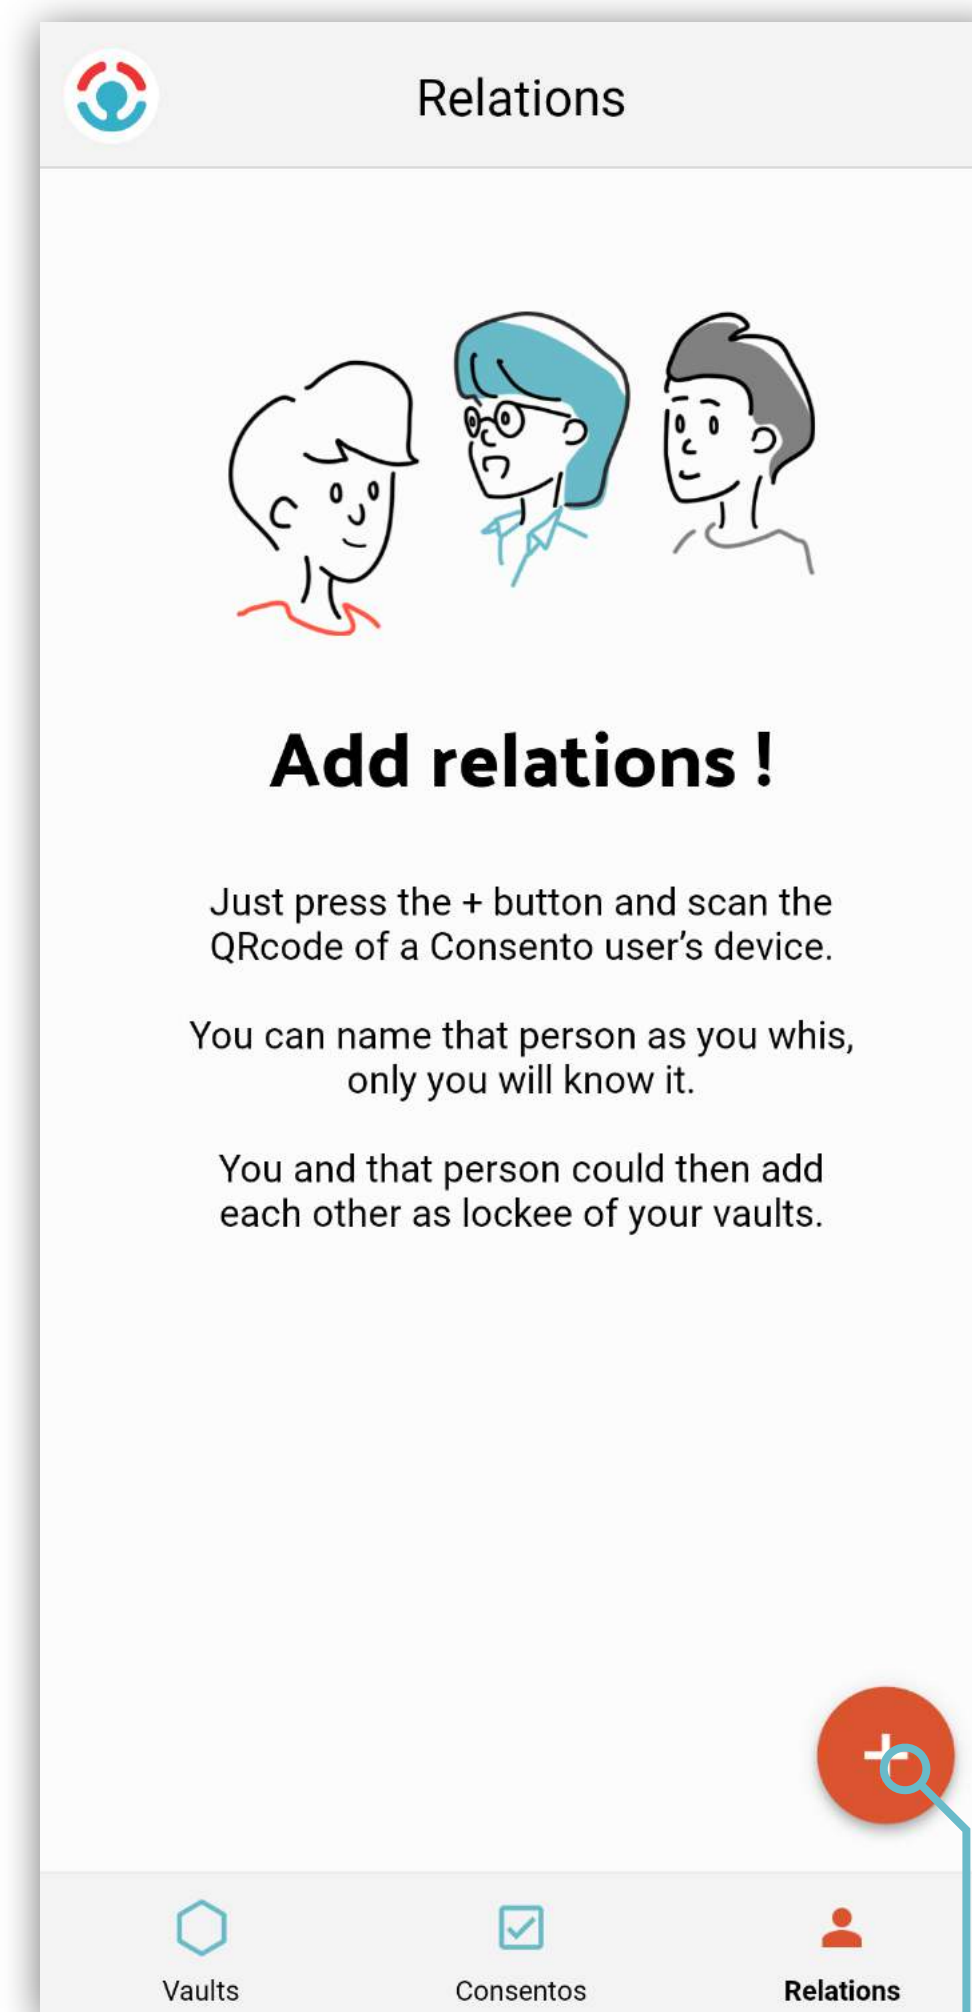 Relations
Add relations !
Just press the + button and scan the
QRcode of a Consento user’s device.
You can name that person as you whis,
only you will know it.
You and that person could then add
each other as lockee of your vaults.
+
Vaults
Consentos
Relations